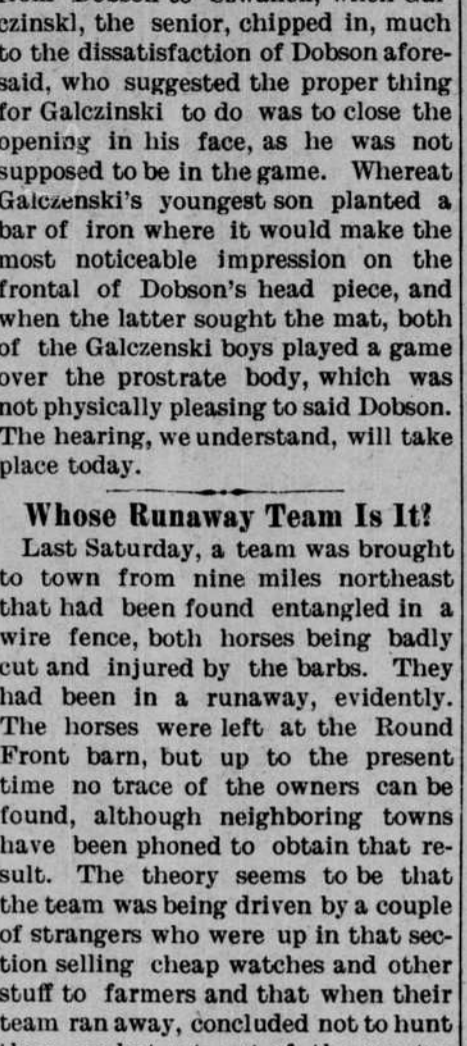 czinskl, the senior, chipped in, much
to the dissatisfaction of Dobson afore-
said, who suggested the proper thing
for Galczinski to do was to close the
opening in his face, as he was not
supposed to be in the game. Whereat
Galczenski's youngest son planted a
bar of iron where it would make the
most noticeable impression on the
frontal of Dobson's head piece, and
when the latter sought the mat, both
of the Galczenski boys played a game
over the prostrate body, which was
not physically pleasing to said Dobson.
The hearing, we understand, will take
place today.
Whose Runaway Team Is It?
Last Saturday, a team was brought
to town from nine miles northeast
that had been found entangled in a
wire fence, both horses being badly
cut and injured by the barbs. They
had been in a runaway, evidently.
The horses were left at the Round
Front barn, but up to the present
time no trace of the owners can be
found, although neighboring towns
have been phoned to obtain that re-
sult. The theory seems to be that
the team was being driven by a couple
of strangers who were up in that sec-
tion selling cheap watches and other
stuff to farmers and that when their
team ran away, concluded not to hunt